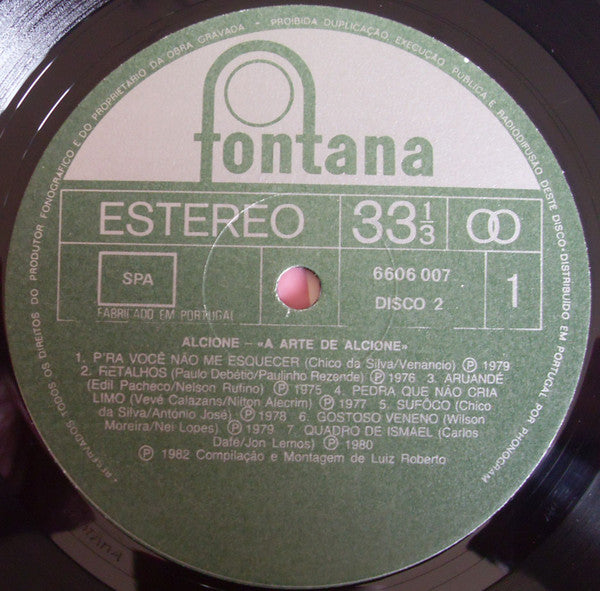 RESERVADOS TODOS OS DIREITOS DO PRODUTOR FONOGRÁFICO E DO PROPRIETÁRIO DA OBRA GRAVADA - PROIBIDA DUPLICAÇÃO, EXECUÇÃO PÚBLICA E RADIODIFUSÃO DESTE DISCO - DISTRIBUÍDO EM PORTUGAL POR PHONOGRAM
fontana
ESTEREO 33 1/3
SPA
6606 007
DISCO 2
1
FABRICADO EM PORTUGAL
ALCIONE – «A ARTE DE ALCIONE»
1. P'RA VOCÊ NÃO ME ESQUECER (Chico da Silva/Venancio) Ⓟ 1979
2. RETALHOS (Paulo Debétio/Paulinho Rezende) Ⓟ 1976 3. ARUANDÊ
(Edil Pacheco/Nelson Rufino) Ⓟ 1975 4. PEDRA QUE NÃO CRIA
LIMO (Vevé Calazans/Nilton Alecrim) Ⓟ 1977 5. SUFÔCO (Chico
da Silva/António José) Ⓟ 1978 6. GOSTOSO VENENO (Wilson
Moreira/Nei Lopes) Ⓟ 1979 7. QUADRO DE ISMAEL (Carlos
Dafé/Jon Lemos) Ⓟ 1980
Ⓟ 1982 Compilação e Montagem de Luiz Roberto